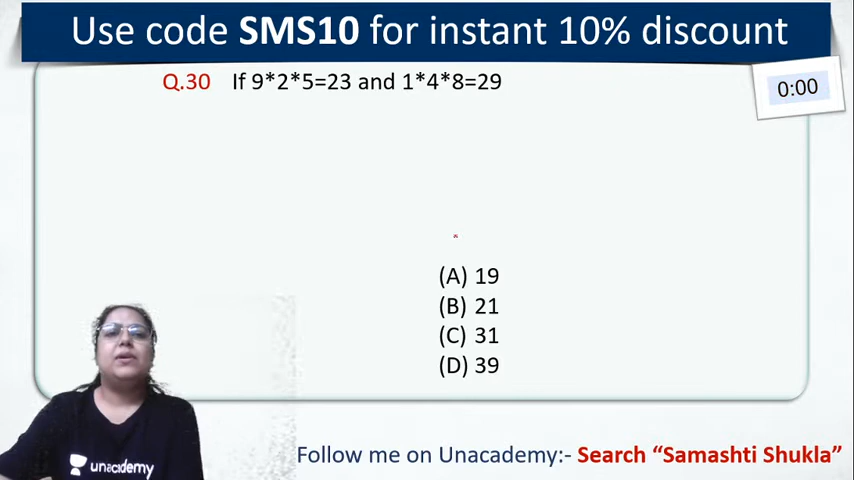 Use code SMS10 for instant 10% discount
Q.30 If 9*2*5=23 and 1*4*8=29
0:00
(A) 19
(B) 21
(C) 31
(D) 39
unacademy
Follow me on Unacademy:- Search “Samashti Shukla”